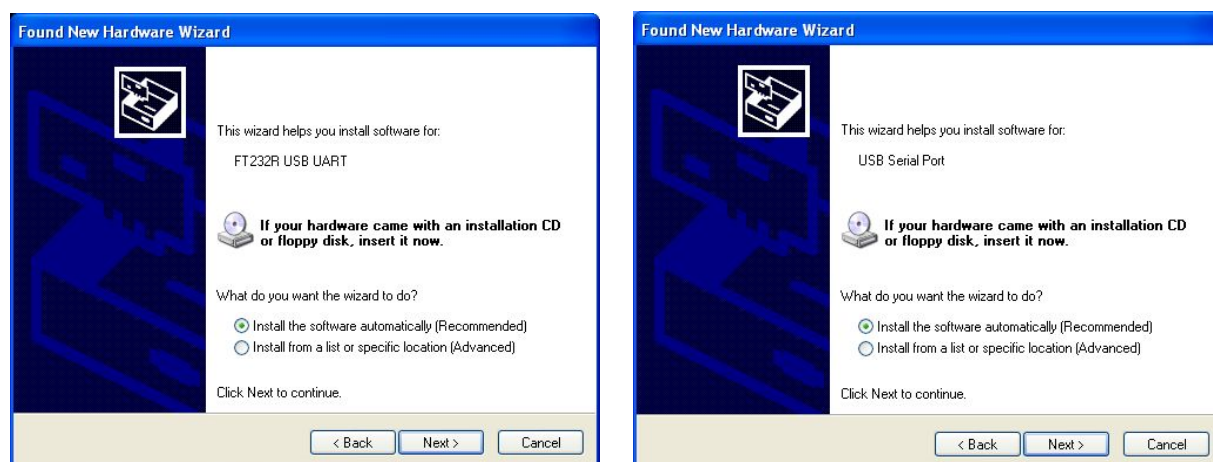 Found New Hardware Wizard
This wizard helps you install software for:
FT232R USB UART
If your hardware came with an installation CD
or floppy disk, insert it now.
What do you want the wizard to do?
Install the software automatically (Recommended)
Install from a list or specific location (Advanced)
Click Next to continue.
< Back
Next >
Cancel
Found New Hardware Wizard
This wizard helps you install software for:
USB Serial Port
If your hardware came with an installation CD
or floppy disk, insert it now.
What do you want the wizard to do?
Install the software automatically (Recommended)
Install from a list or specific location (Advanced)
Click Next to continue.
< Back
Next >
Cancel